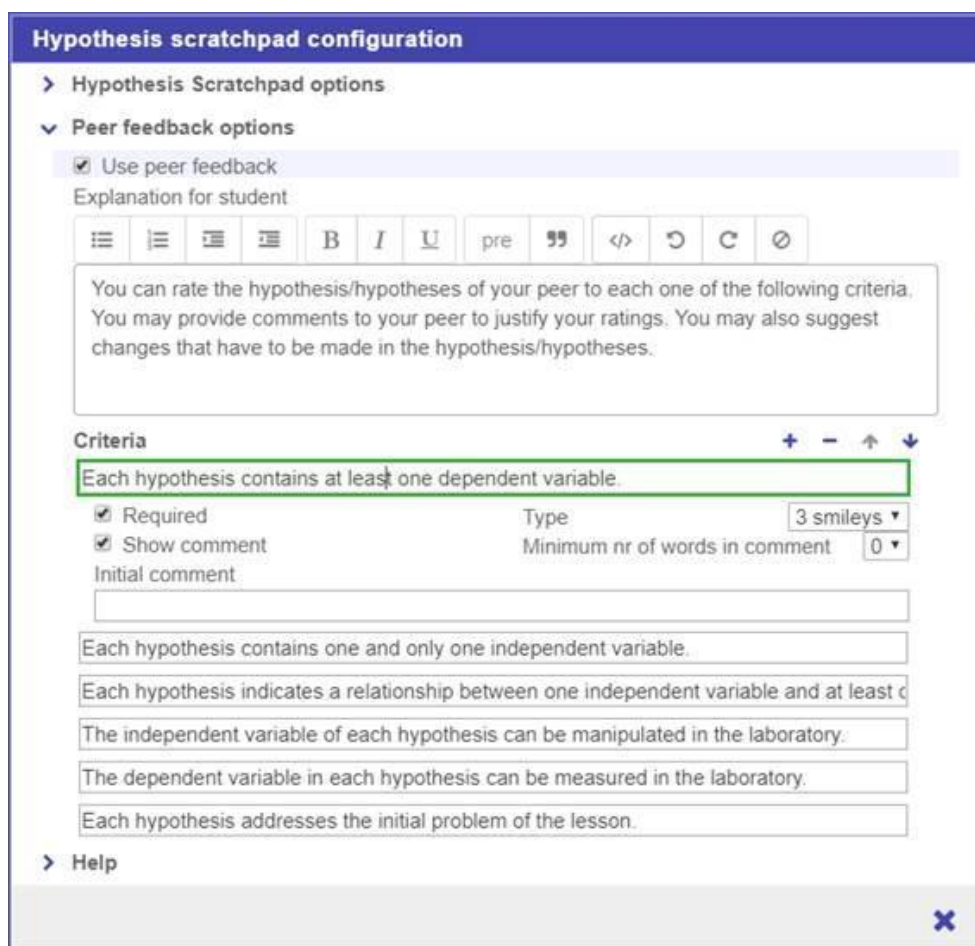 Hypothesis scratchpad configuration
Hypothesis Scratchpad options
Peer feedback options
Use peer feedback
Explanation for student
B I U pre
You can rate the hypothesis/hypotheses of your peer to each one of the following criteria.
You may provide comments to your peer to justify your ratings. You may also suggest
changes that have to be made in the hypothesis/hypotheses.
Criteria
Each hypothesis contains at least one dependent variable.
Required Type 3 smileys
Show comment Minimum nr of words in comment 0
Initial comment
Each hypothesis contains one and only one independent variable.
Each hypothesis indicates a relationship between one independent variable and at least
The independent variable of each hypothesis can be manipulated in the laboratory.
The dependent variable in each hypothesis can be measured in the laboratory.
Each hypothesis addresses the initial problem of the lesson.
Help